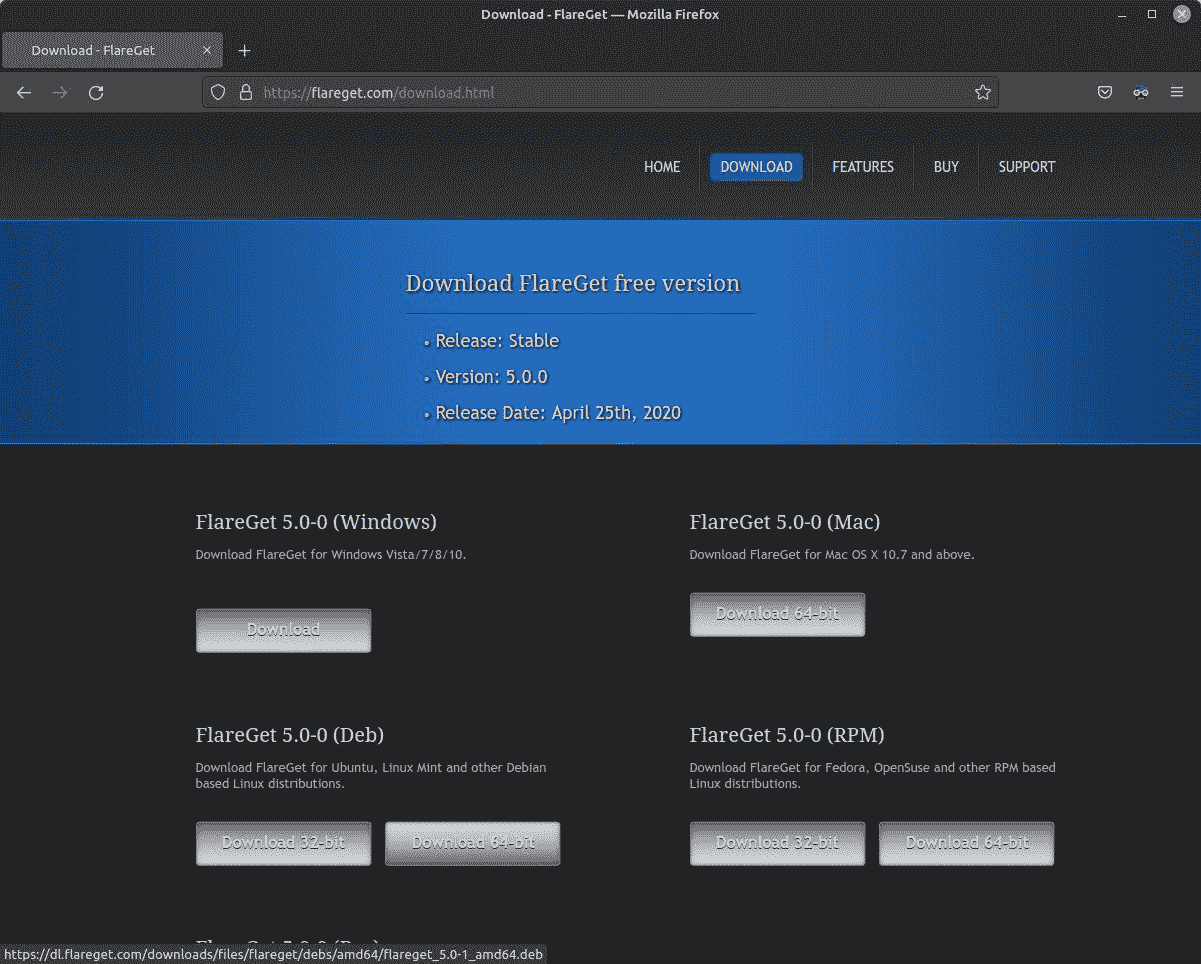 Download - FlareGet — Mozilla Firefox
Download - FlareGet
https://flareget.com/download.html
HOME DOWNLOAD FEATURES BUY SUPPORT
Download FlareGet free version
• Release: Stable
• Version: 5.0.0
• Release Date: April 25th, 2020
FlareGet 5.0-0 (Windows)
Download FlareGet for Windows Vista/7/8/10.
Download
FlareGet 5.0-0 (Mac)
Download FlareGet for Mac OS X 10.7 and above.
Download 64-bit
FlareGet 5.0-0 (Deb)
Download FlareGet for Ubuntu, Linux Mint and other Debian
based Linux distributions.
Download 32-bit Download 64-bit
FlareGet 5.0-0 (RPM)
Download FlareGet for Fedora, OpenSuse and other RPM based
Linux distributions.
Download 32-bit Download 64-bit
https://dl.flareget.com/downloads/files/flareget/debs/amd64/flareget_5.0-1_amd64.deb